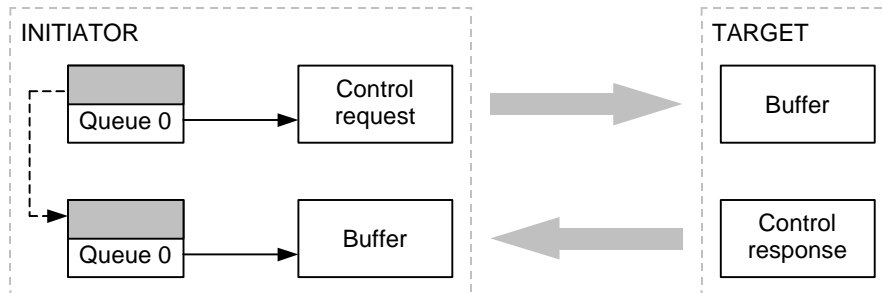 INITIATOR
TARGET
Queue 0
Control
request
Buffer
Queue 0
Buffer
Control
response